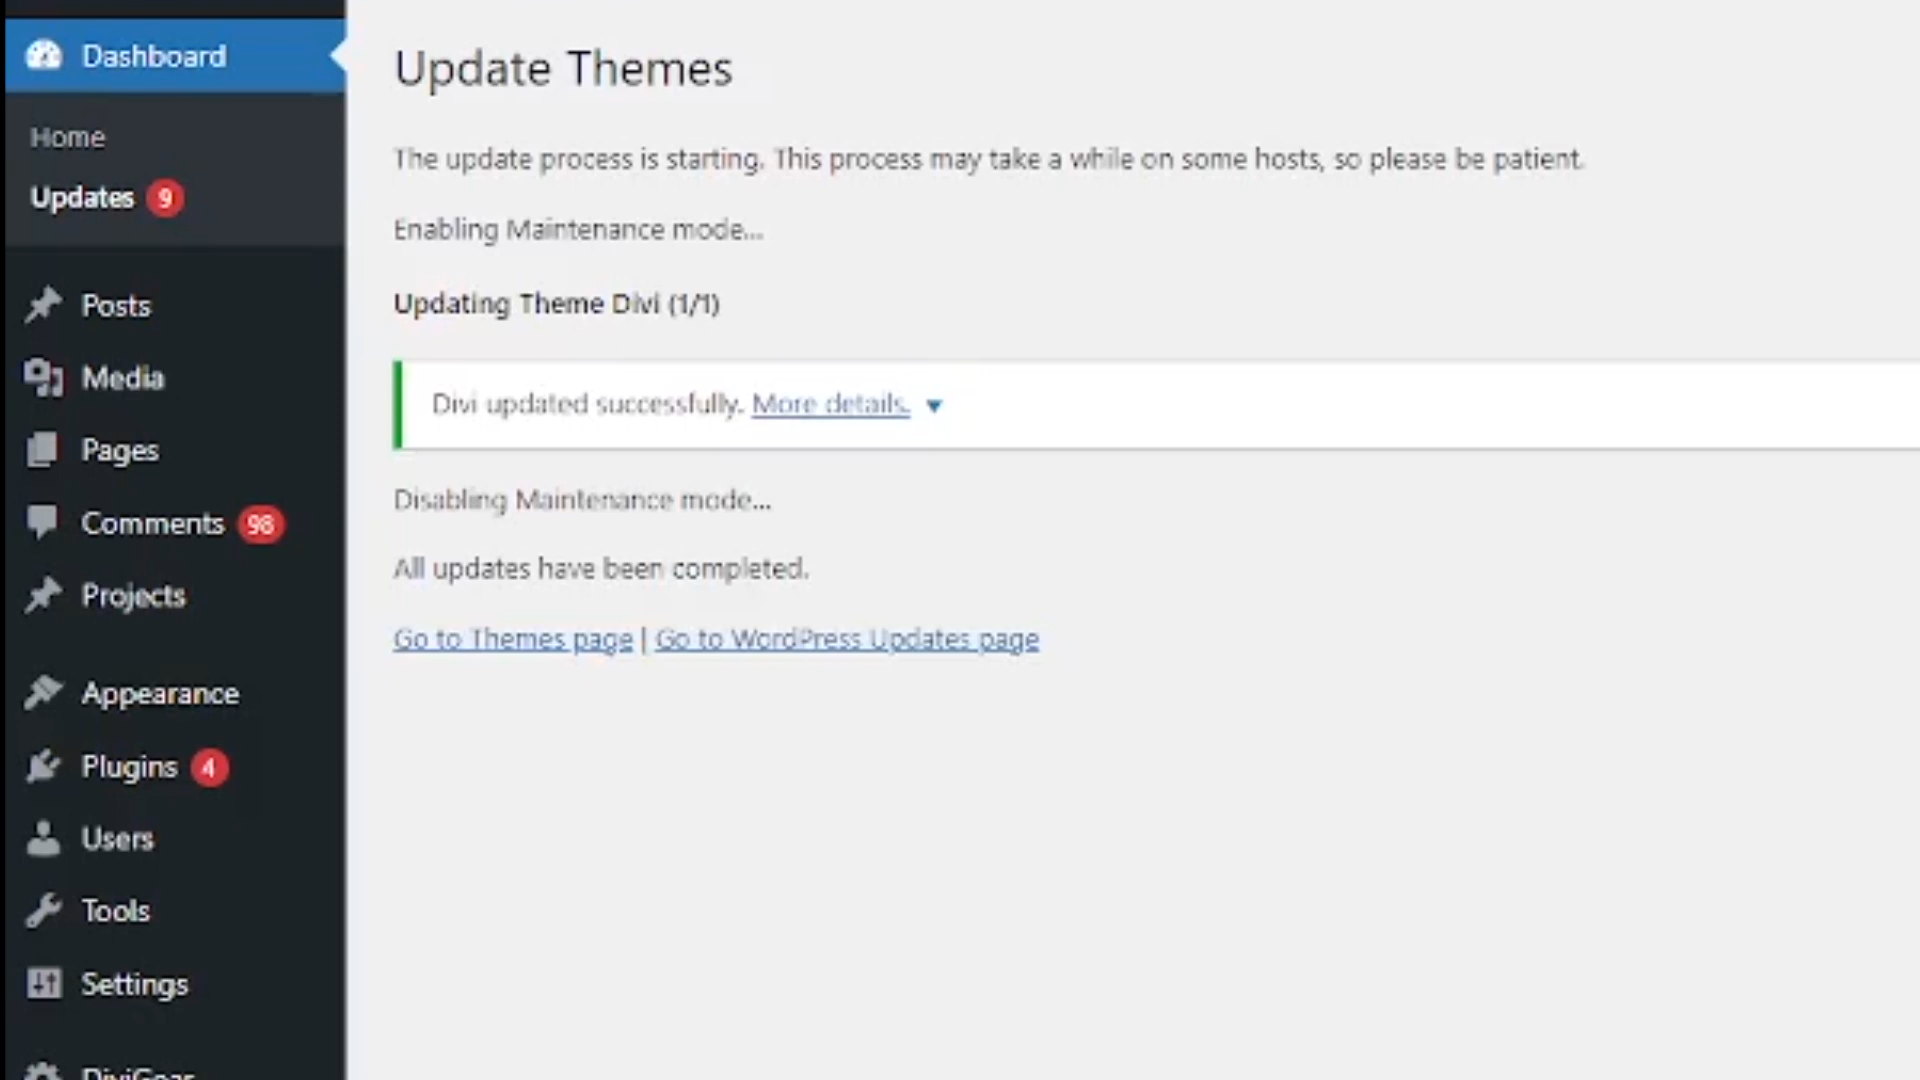 Dashboard
Home
Updates 9
Posts
Media
Pages
Comments 98
Projects
Appearance
Plugins 4
Users
Tools
Settings
DiviGear
Update Themes
The update process is starting. This process may take a while on some hosts, so please be patient.
Enabling Maintenance mode...
Updating Theme Divi (1/1)
Divi updated successfully. More details.
Disabling Maintenance mode...
All updates have been completed.
Go to Themes page | Go to WordPress Updates page